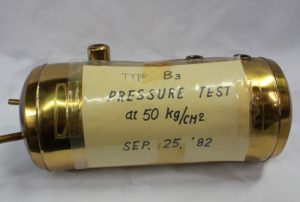 TYPE B3
PRESSURE TEST
at 50 kg/cm2
SEP. 25, '82